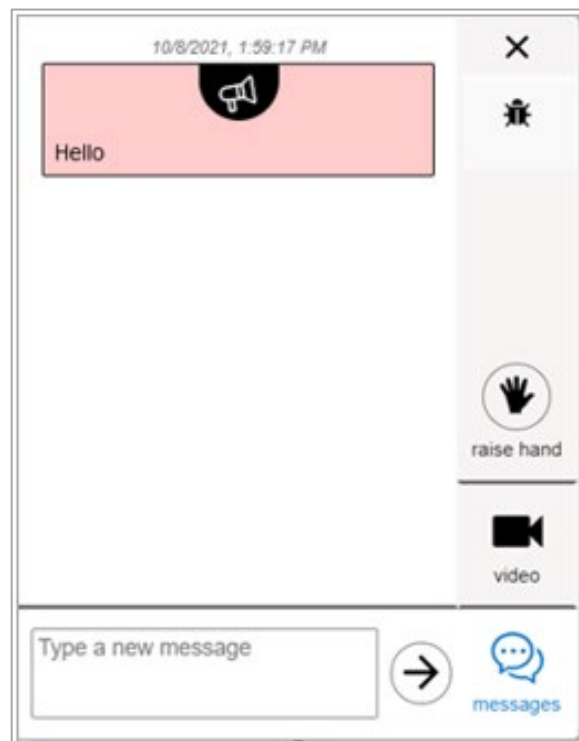 10/8/2021, 1:59:17 PM
Hello
raise hand
video
Type a new message
messages